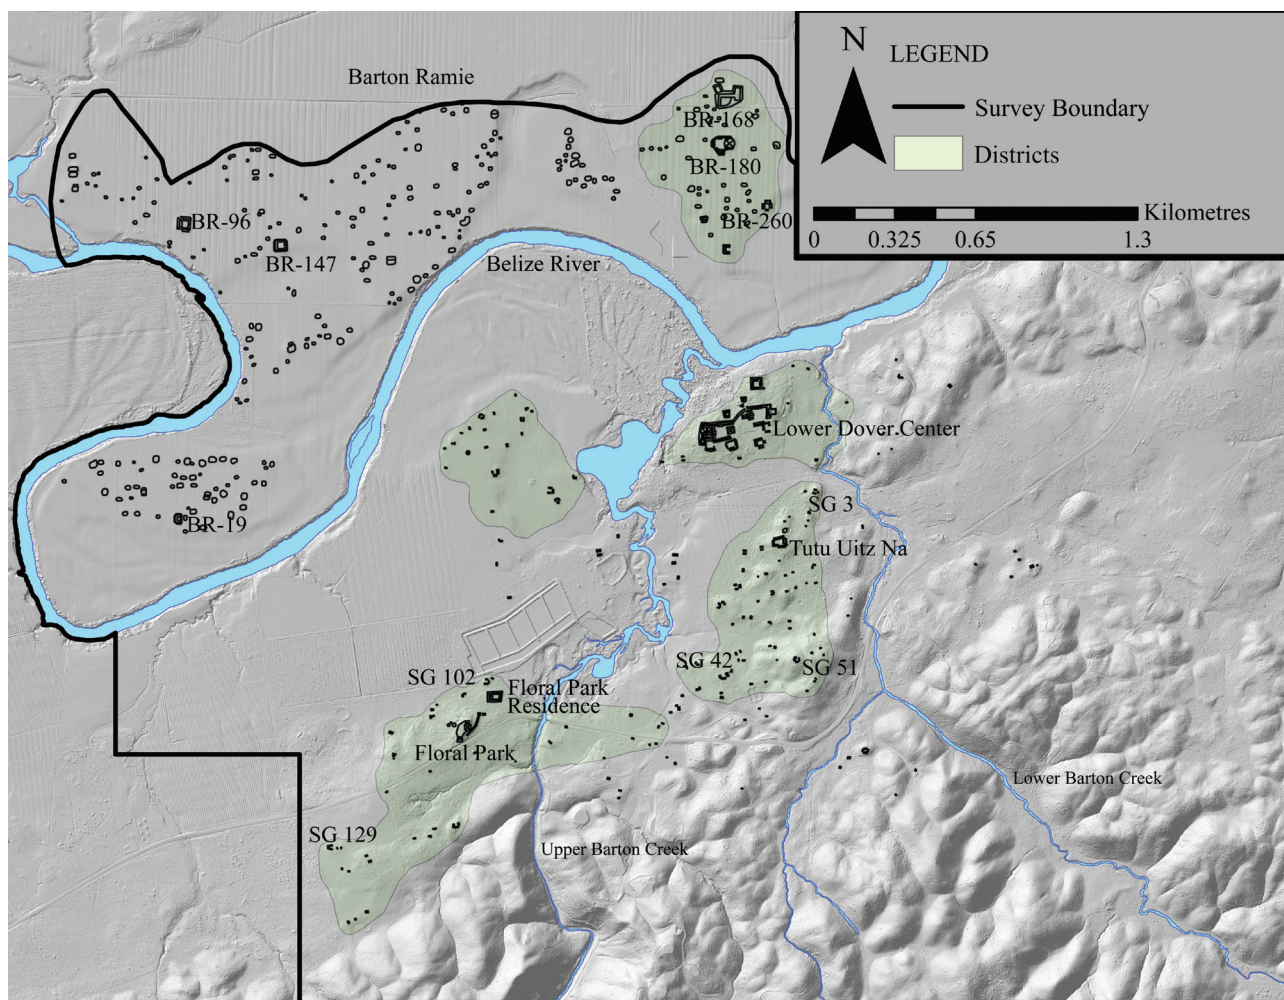 Barton Ramie
N
LEGEND
Survey Boundary
Districts
Kilometres
0 0.325 0.65 1.3
BR-168
BR-180
BR-260
BR-96
BR-147
Belize River
Lower Dover Center
SG 3
BR-19
Tutu Uitz Na
SG 42
SG 51
SG 102
Floral Park
Residence
Floral Park
Lower Barton Creek
SG 129
Upper Barton Creek